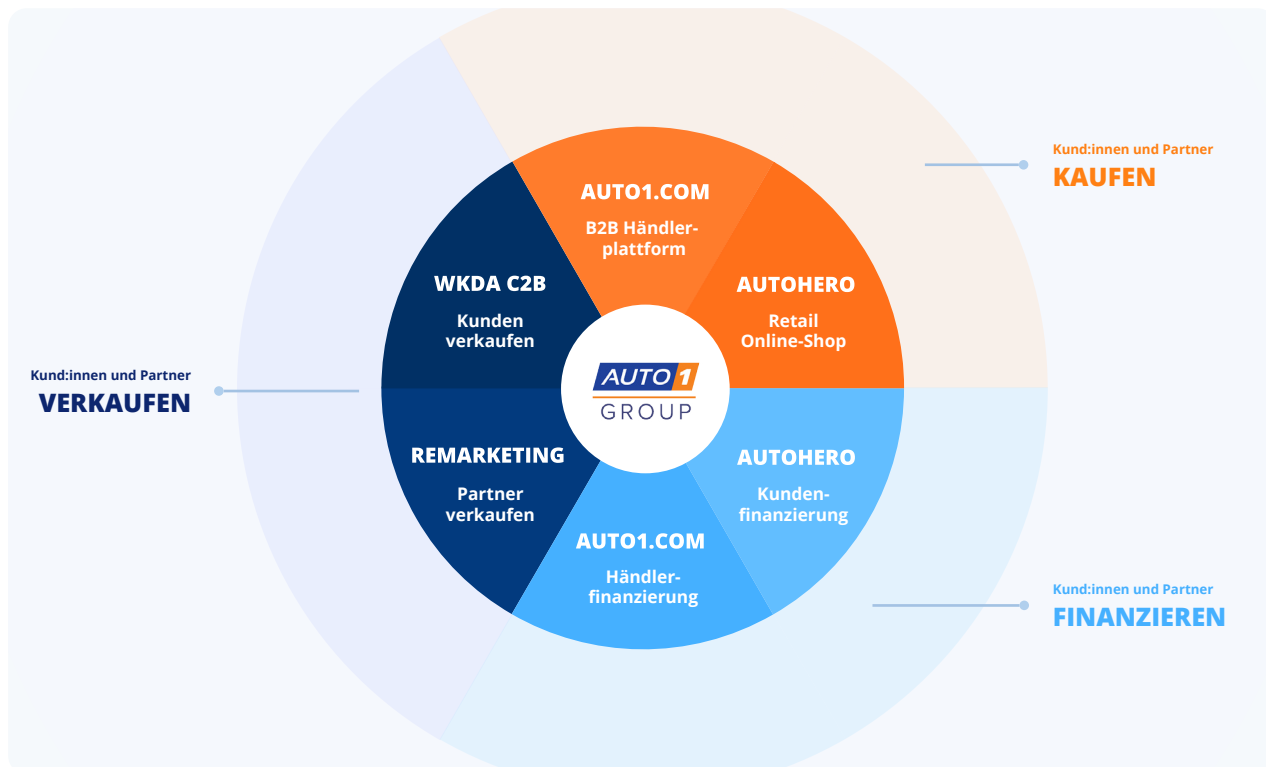 Kund:innen und Partner
KAUFEN
AUTO1.COM
B2B Händler-
plattform
WKDA C2B
Kunden
verkaufen
AUTOHERO
Retail
Online-Shop
Kund:innen und Partner
VERKAUFEN
AUTO1
GROUP
REMARKETING
Partner
verkaufen
AUTOHERO
Kunden-
finanzierung
AUTO1.COM
Händler-
finanzierung
Kund:innen und Partner
FINANZIEREN